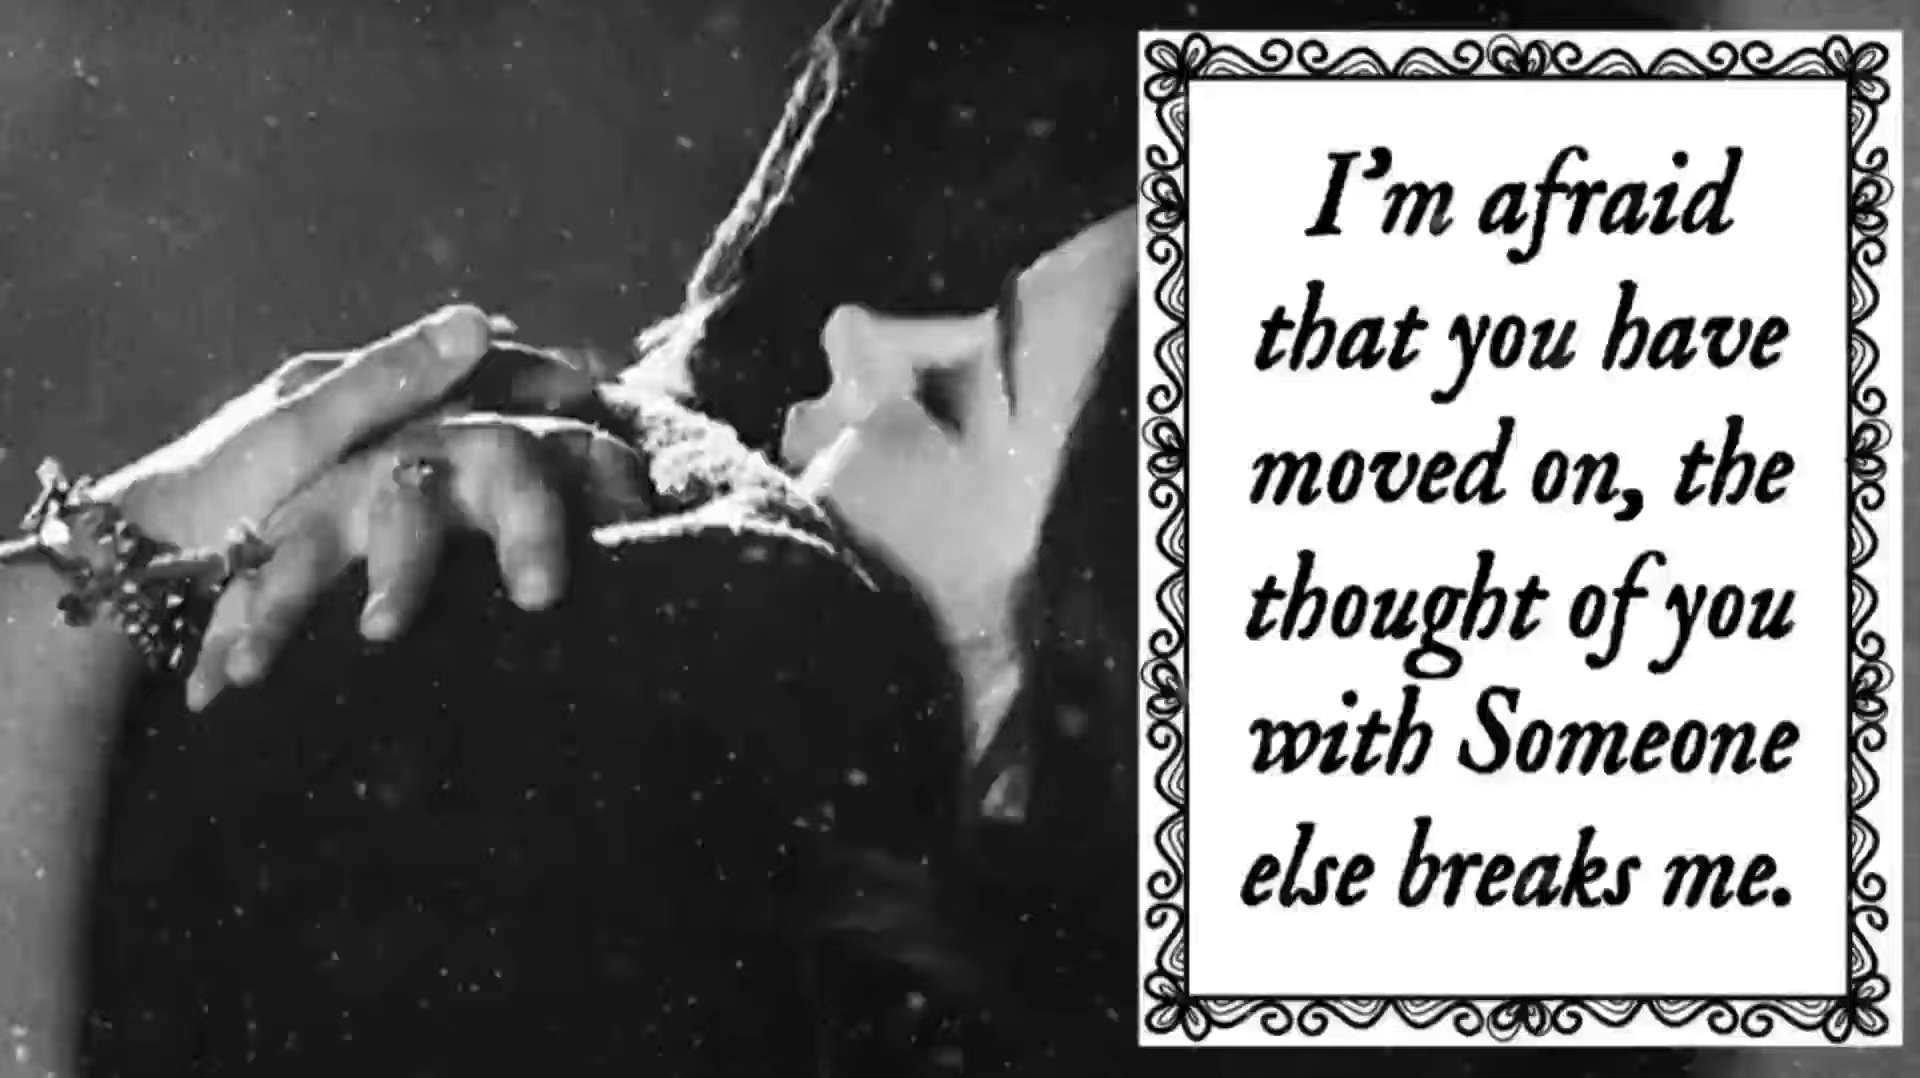 I'm afraid
that you have
moved on, the
thought of you
with Someone
else breaks me.